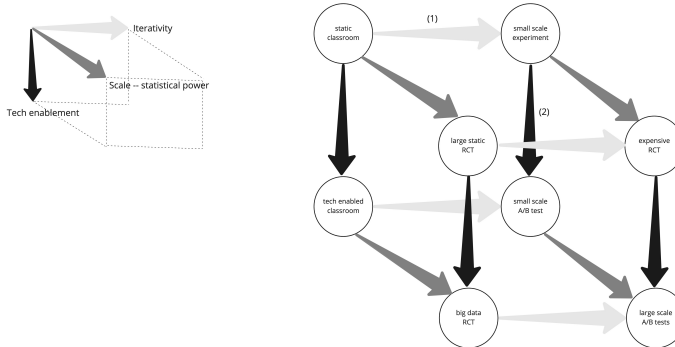 Iterativity
Scale -- statistical power
Tech enablement
(1)
static
classroom
small scale
experiment
(2)
large static
RCT
expensive
RCT
tech enabled
classroom
small scale
A/B test
big data
RCT
large scale
A/B tests